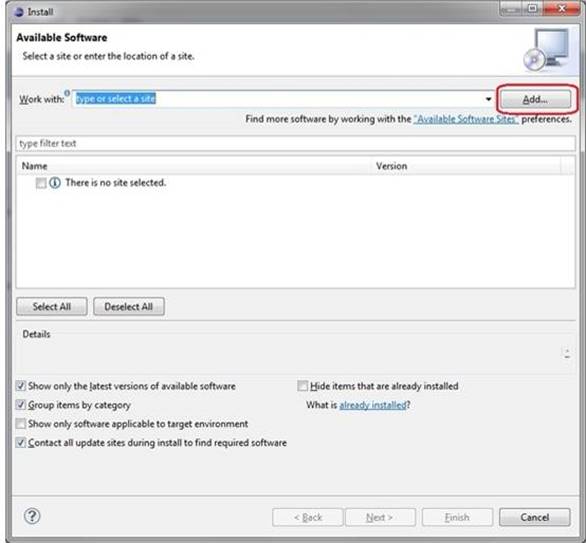 Install
Available Software
Select a site or enter the location of a site.
Work with: type or select a site Add...
Find more software by working with the "Available Software Sites" preferences.
type filter text
Name Version
There is no site selected.
Select All Deselect All
Details
Show only the latest versions of available software Hide items that are already installed
Group items by category What is already installed?
Show only software applicable to target environment
Contact all update sites during install to find required software
? < Back Next > Finish Cancel